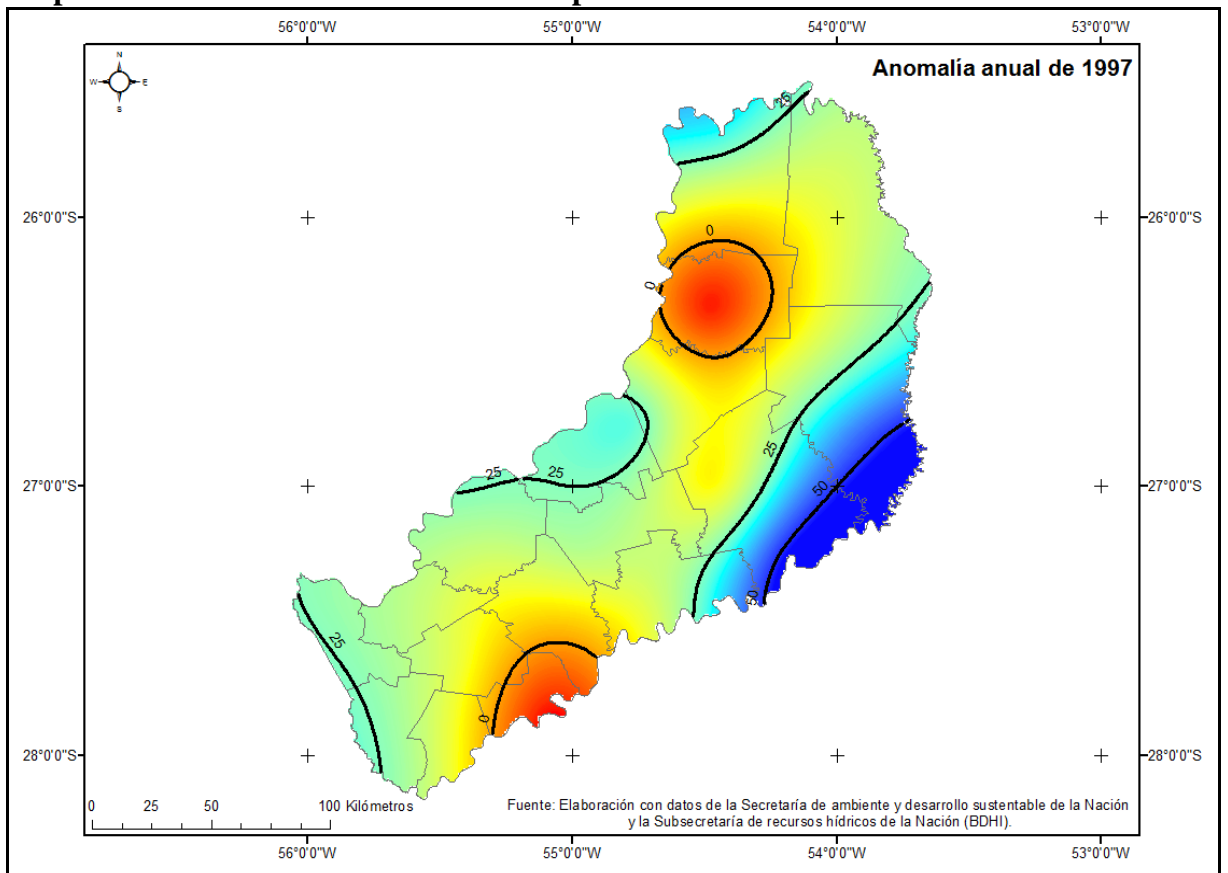 56°0'0"W 55°0'0"W 54°0'0"W 53°0'0"W
N
W E
S
Anomalía anual de 1997
25
26°0'0"S 26°0'0"S
0
0
25
25 25
27°0'0"S 50 27°0'0"S
50
25
0
28°0'0"S 28°0'0"S
0 25 50 100 Kilómetros
Fuente: Elaboración con datos de la Secretaría de ambiente y desarrollo sustentable de la Nación
y la Subsecretaría de recursos hídricos de la Nación (BDHI).
56°0'0"W 55°0'0"W 54°0'0"W 53°0'0"W